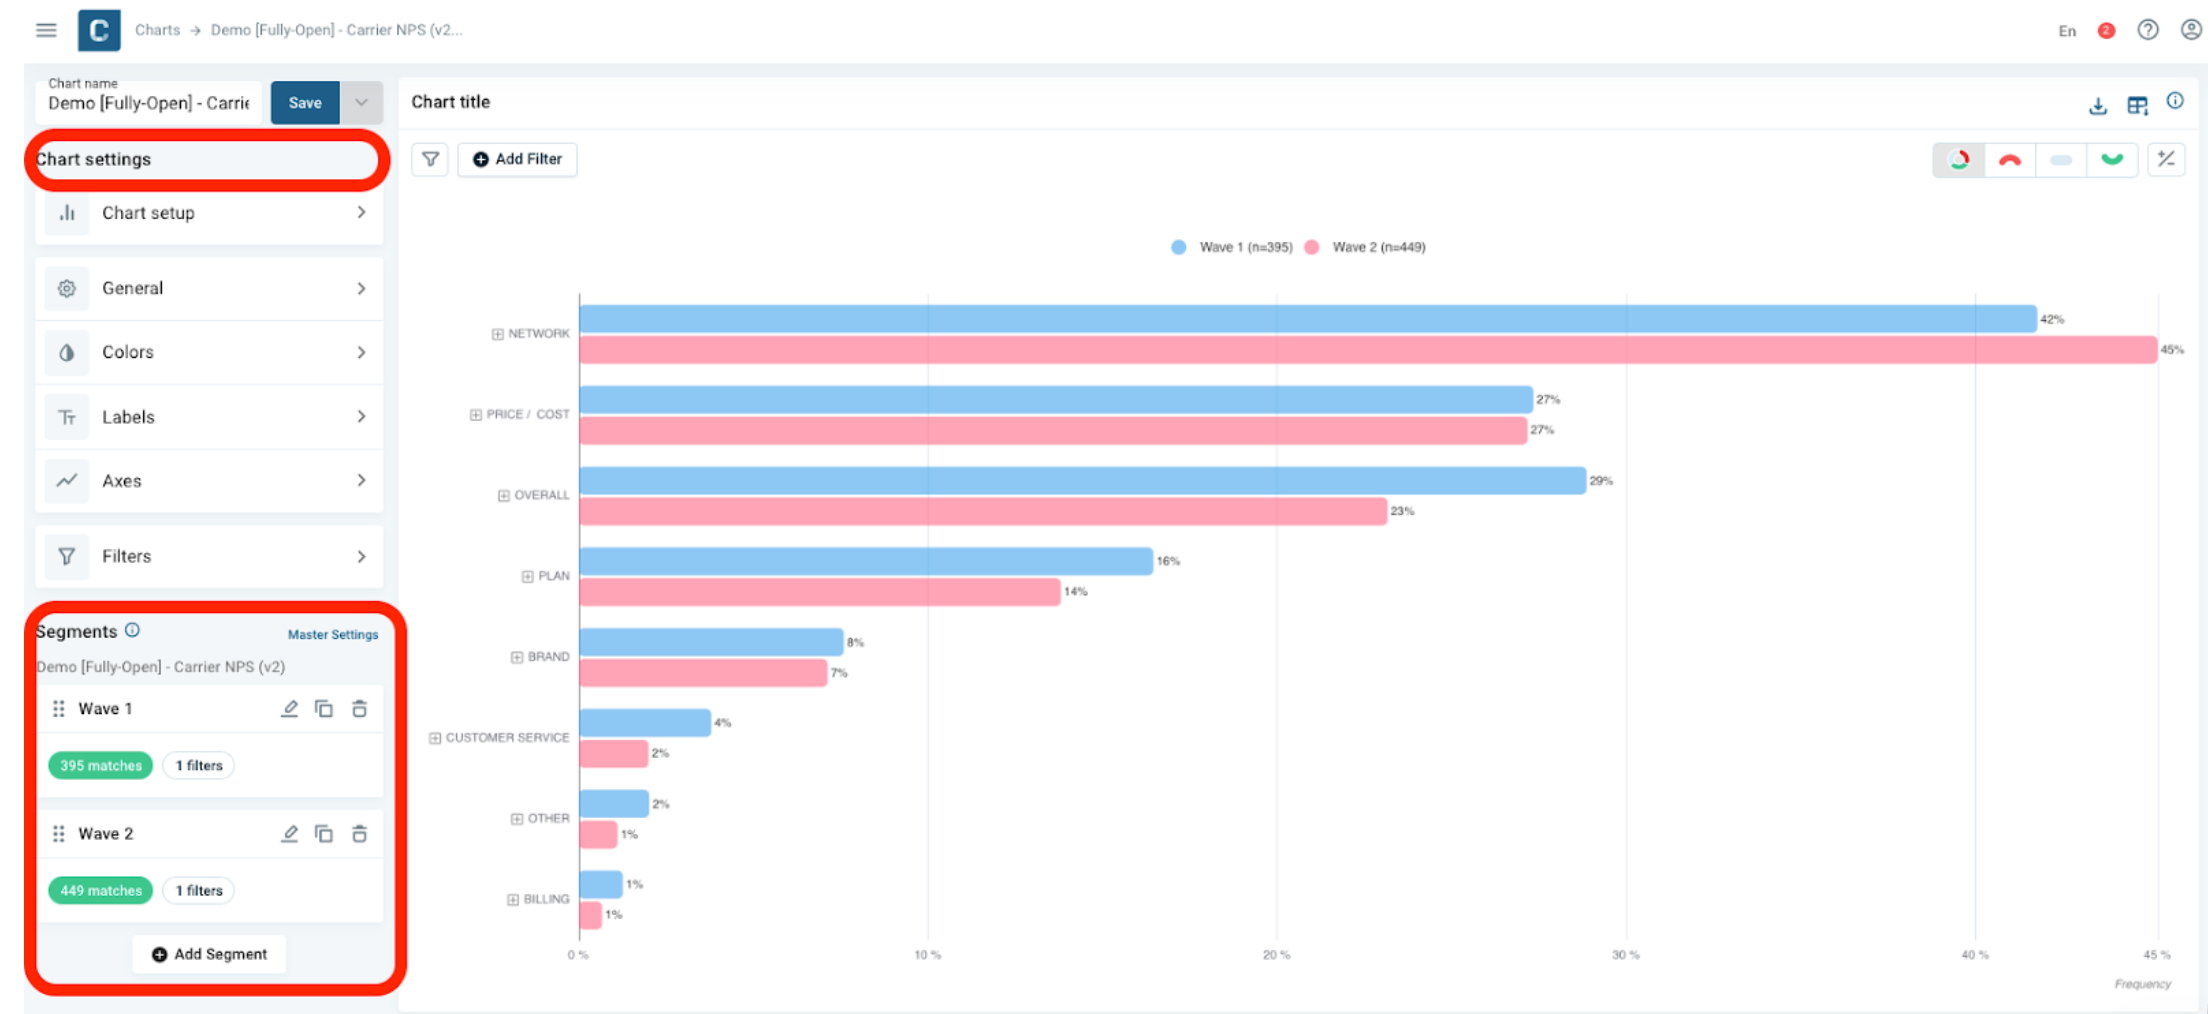 C Charts → Demo [Fully-Open] - Carrier NPS (v2...
En 2
Chart name
Demo [Fully-Open] - Carrie
Save
Chart settings
Chart setup
General
Colors
Labels
Axes
Filters
Segments
Master Settings
Demo [Fully-Open] - Carrier NPS (v2)
Wave 1
395 matches 1 filters
Wave 2
449 matches 1 filters
Add Segment
Chart title
Add Filter
Wave 1 (n=395) Wave 2 (n=449)
NETWORK
42%
45%
PRICE / COST
27%
27%
OVERALL
29%
23%
PLAN
16%
14%
BRAND
8%
7%
CUSTOMER SERVICE
4%
2%
OTHER
2%
1%
BILLING
1%
1%
0 % 10 % 20 % 30 % 40 % 45 %
Frequency